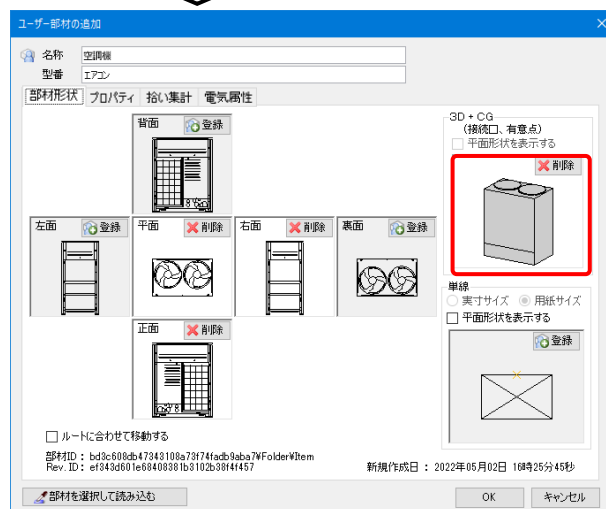 ユーザー部材の追加
名称 空調機
型番 エアコン
部材形状 プロパティ 拾い集計 電気属性
3D + CG
(接続口、有意点)
平面形状を表示する
削除
背面 登録
左面 登録 平面 削除 右面 削除 裏面 登録
単線
実寸サイズ 用紙サイズ
平面形状を表示する
登録
正面 削除
ルートに合わせて移動する
部材ID : bd3c608db47343108a73f74fadb9aba7¥Folder¥Item
Rev. ID : ef343d601e68408381b3102b38f4f457 新規作成日 : 2022年05月02日 16時25分45秒
部材を選択して読み込む OK キャンセル